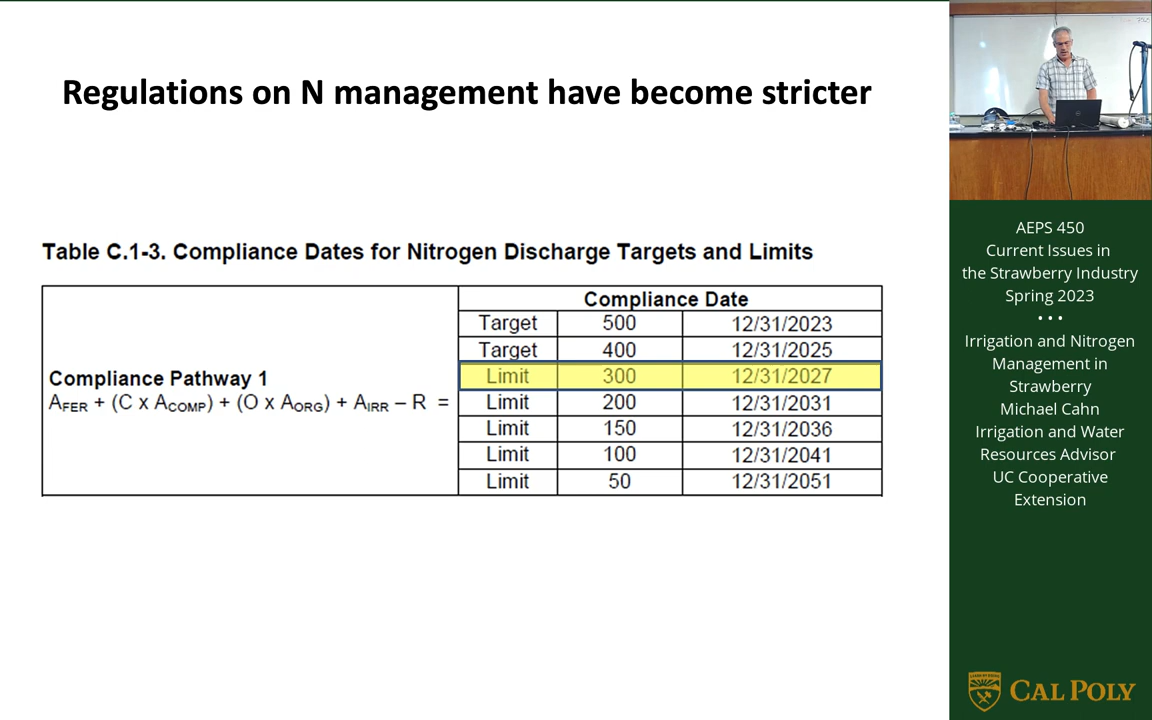 Regulations on N management have become stricter
Table C.1-3. Compliance Dates for Nitrogen Discharge Targets and Limits
Compliance Date
Target 500 12/31/2023
Target 400 12/31/2025
Limit 300 12/31/2027
Limit 200 12/31/2031
Limit 150 12/31/2036
Limit 100 12/31/2041
Limit 50 12/31/2051
Compliance Pathway 1
AFER + (C x ACOMP) + (O x AORG) + AIRR – R =
AEPS 450
Current Issues in
the Strawberry Industry
Spring 2023
• • •
Irrigation and Nitrogen
Management in
Strawberry
Michael Cahn
Irrigation and Water
Resources Advisor
UC Cooperative
Extension
CAL POLY